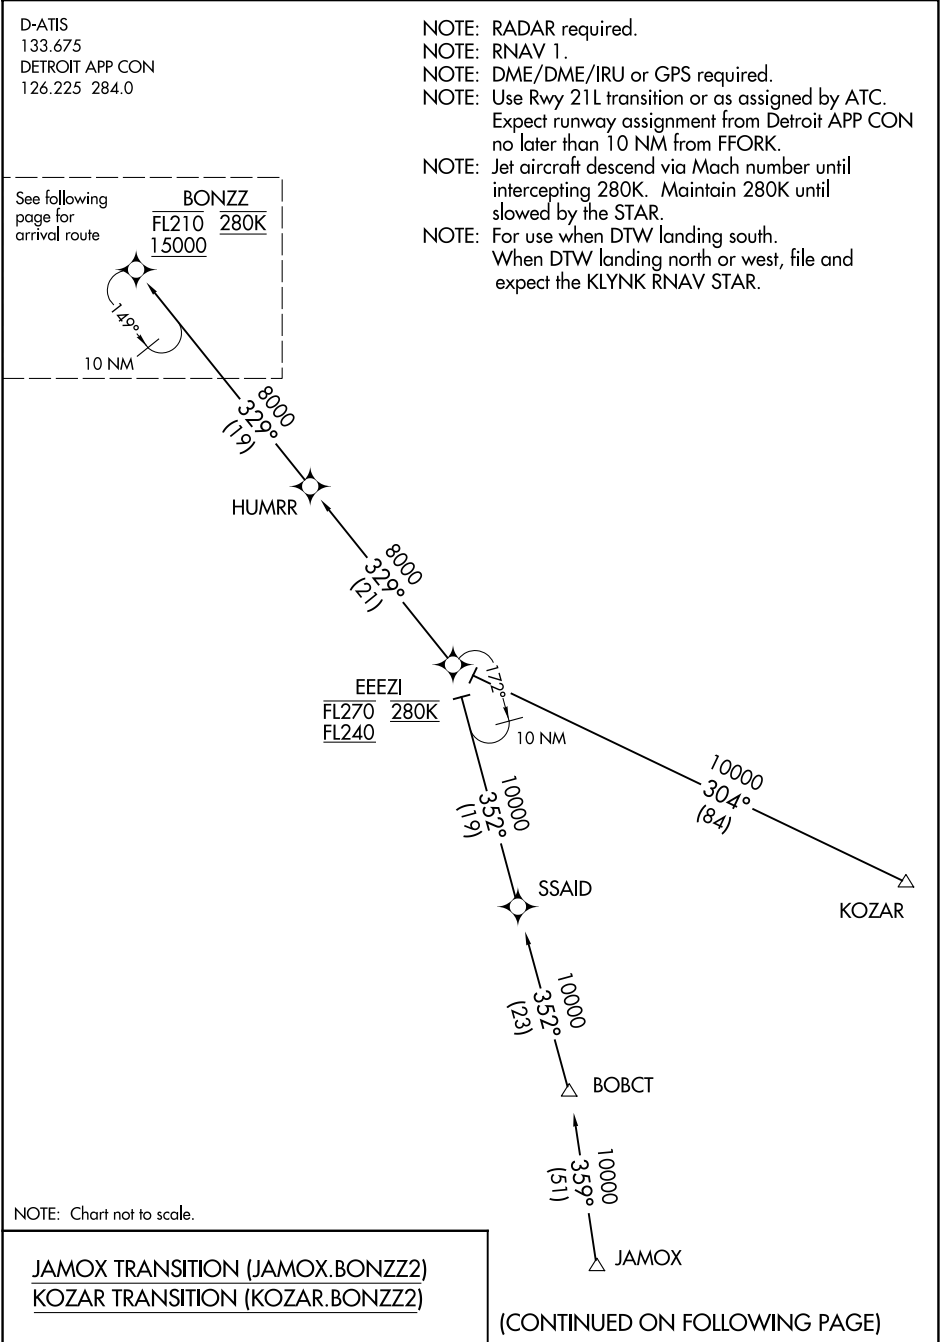 D-ATIS
133.675
DETROIT APP CON
126.225 284.0
NOTE: RADAR required.
NOTE: RNAV 1.
NOTE: DME/DME/IRU or GPS required.
NOTE: Use Rwy 21L transition or as assigned by ATC.
Expect runway assignment from Detroit APP CON
no later than 10 NM from FFORK.
NOTE: Jet aircraft descend via Mach number until
intercepting 280K. Maintain 280K until
slowed by the STAR.
NOTE: For use when DTW landing south.
When DTW landing north or west, file and
expect the KLYNK RNAV STAR.
See following
page for
arrival route
BONZZ
FL210 280K
15000
149°
10 NM
8000
329°
(19)
HUMRR
8000
329°
(21)
EEEZI
FL270 280K
FL240
172°
10 NM
10000
304°
(84)
KOZAR
10000
352°
(19)
SSAID
10000
352°
(23)
BOBCT
10000
359°
(51)
JAMOX
NOTE: Chart not to scale.
JAMOX TRANSITION (JAMOX.BONZZ2)
KOZAR TRANSITION (KOZAR.BONZZ2)
(CONTINUED ON FOLLOWING PAGE)